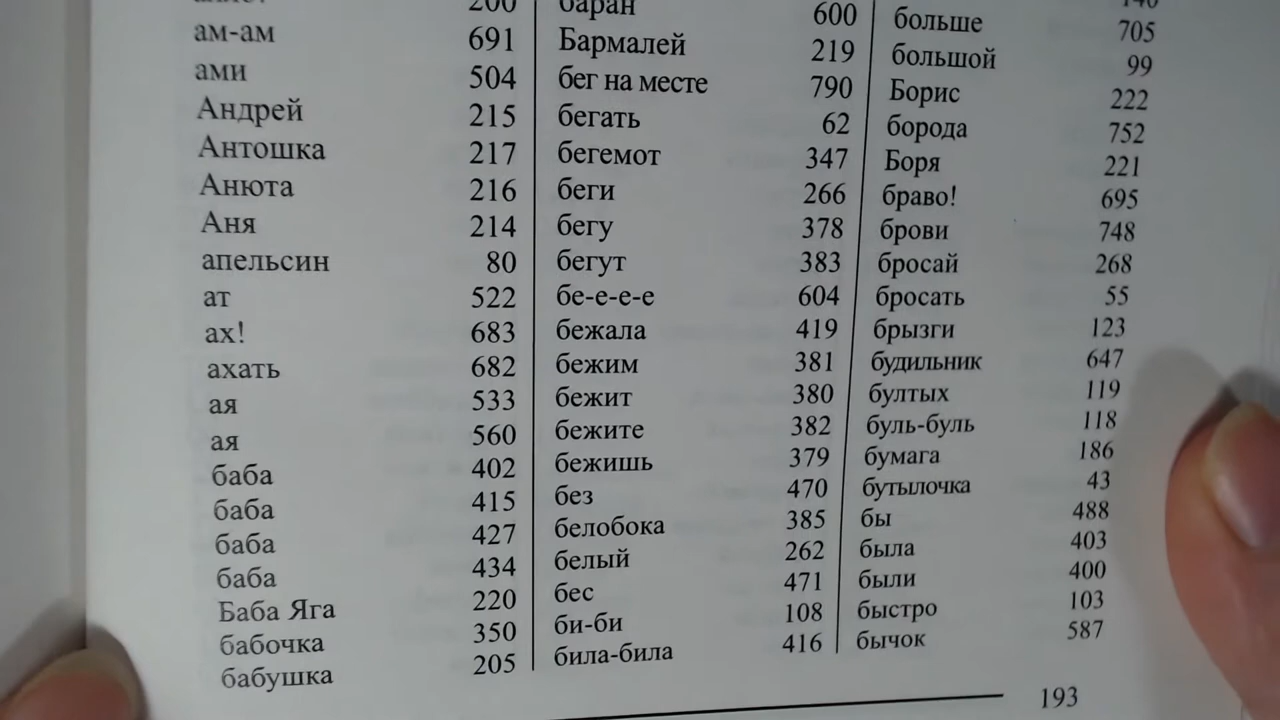 200
ам-ам 691
ами 504
Андрей 215
Антошка 217
Анюта 216
Аня 214
апельсин 80
ат 522
ах! 683
ахать 682
ая 533
ая 560
баба 402
баба 415
баба 427
баба 434
Баба Яга 220
бабочка 350
бабушка 205
баран 600
Бармалей 219
бег на месте 790
бегать 62
бегемот 347
беги 266
бегу 378
бегут 383
бе-е-е-е 604
бежала 419
бежим 381
бежит 380
бежите 382
бежишь 379
без 470
белобока 385
белый 262
бес 471
би-би 108
била-била 416
больше 705
большой 99
Борис 222
борода 752
Боря 221
браво! 695
брови 748
бросай 268
бросать 55
брызги 123
будильник 647
бултых 119
буль-буль 118
бумага 186
бутылочка 43
бы 488
была 403
были 400
быстро 103
бычок 587
193